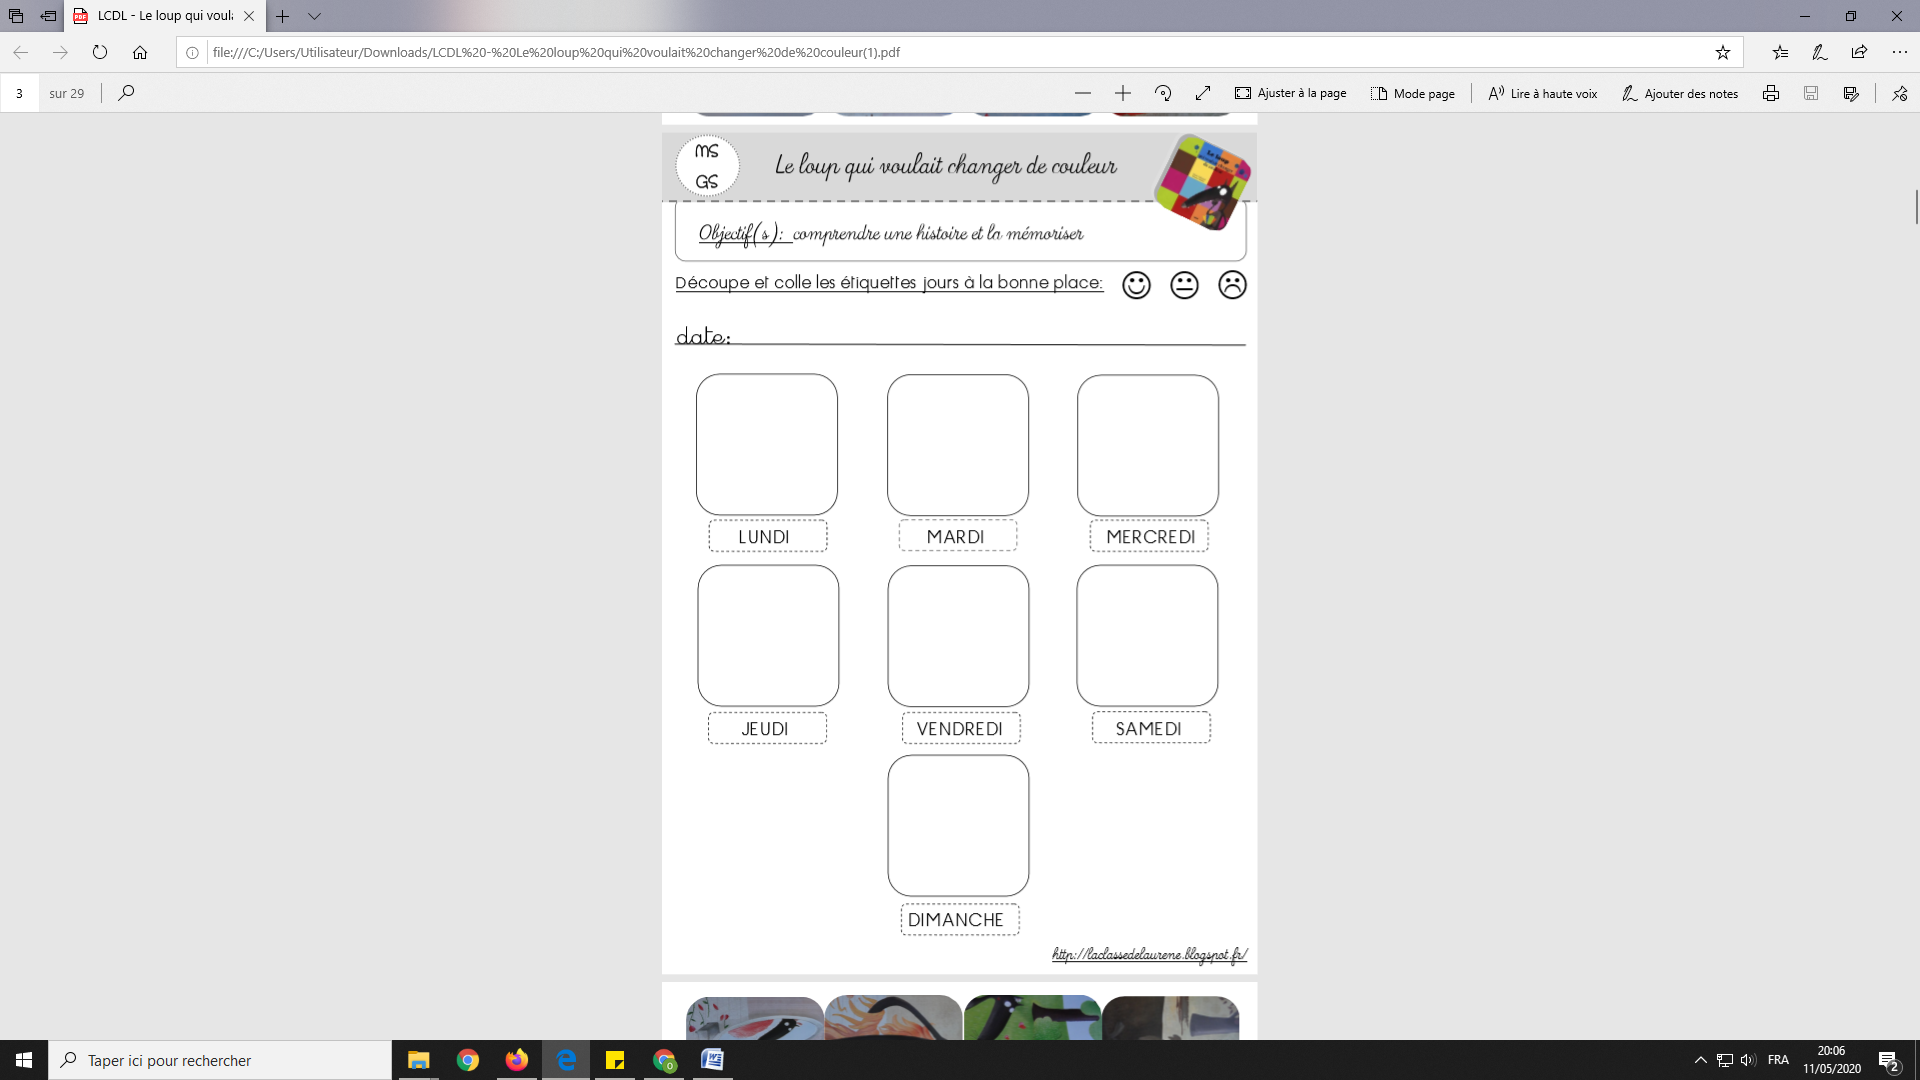 LCDL - Le loup qui voula
file:///C:/Users/Utilisateur/Downloads/LCDL%20-%20Le%20loup%20qui%20voulait%20changer%20de%20couleur(1).pdf
3 sur 29
Ajuster à la page
Mode page
Lire à haute voix
Ajouter des notes
MS
GS
Le loup qui voulait changer de couleur
Le loup
Objectif(s): comprendre une histoire et la mémoriser
Découpe et colle les étiquettes jours à la bonne place:
date:
LUNDI
MARDI
MERCREDI
JEUDI
VENDREDI
SAMEDI
DIMANCHE
http://laclassedelaurene.blogspot.fr/
Taper ici pour rechercher
FRA
20:06
11/05/2020
2